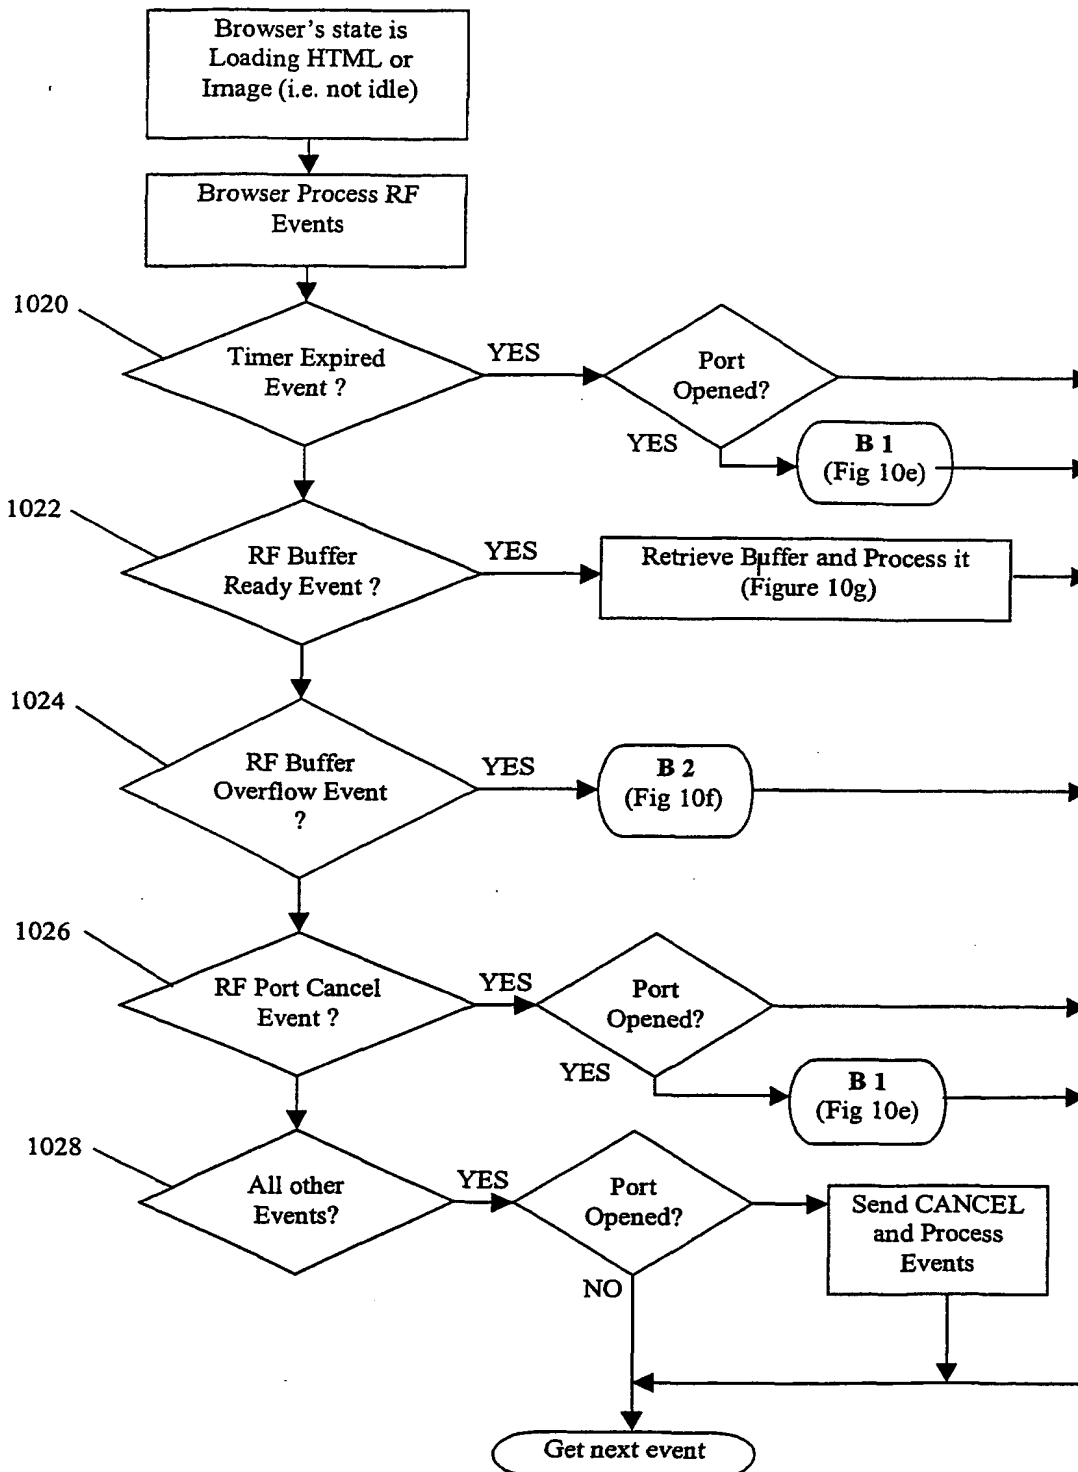 Browser's state is
Loading HTML or
Image (i.e. not idle)
Browser Process RF
Events
1020
Timer Expired
Event ?
YES
Port
Opened?
YES
B 1
(Fig 10e)
1022
RF Buffer
Ready Event ?
YES
Retrieve Buffer and Process it
(Figure 10g)
1024
RF Buffer
Overflow Event
?
YES
B 2
(Fig 10f)
1026
RF Port Cancel
Event ?
YES
Port
Opened?
YES
B 1
(Fig 10e)
1028
All other
Events?
YES
Port
Opened?
Send CANCEL
and Process
Events
NO
Get next event